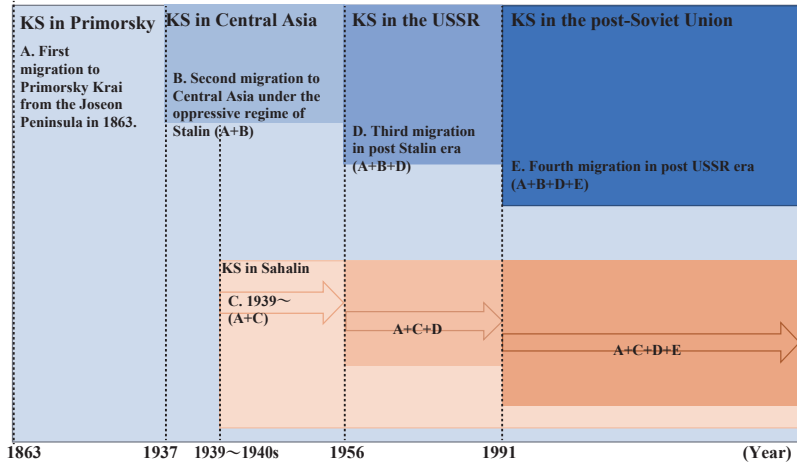 KS in Primorsky
A. First
migration to
Primorsky Krai
from the Joseon
Peninsula in 1863.
KS in Central Asia
B. Second migration to
Central Asia under the
oppressive regime of
Stalin (A+B)
KS in the USSR
D. Third migration
in post Stalin era
(A+B+D)
KS in the post-Soviet Union
E. Fourth migration in post USSR era
(A+B+D+E)
KS in Sahalin
C. 1939～
(A+C)
A+C+D
A+C+D+E
1863
1937
1939～1940s
1956
1991
(Year)